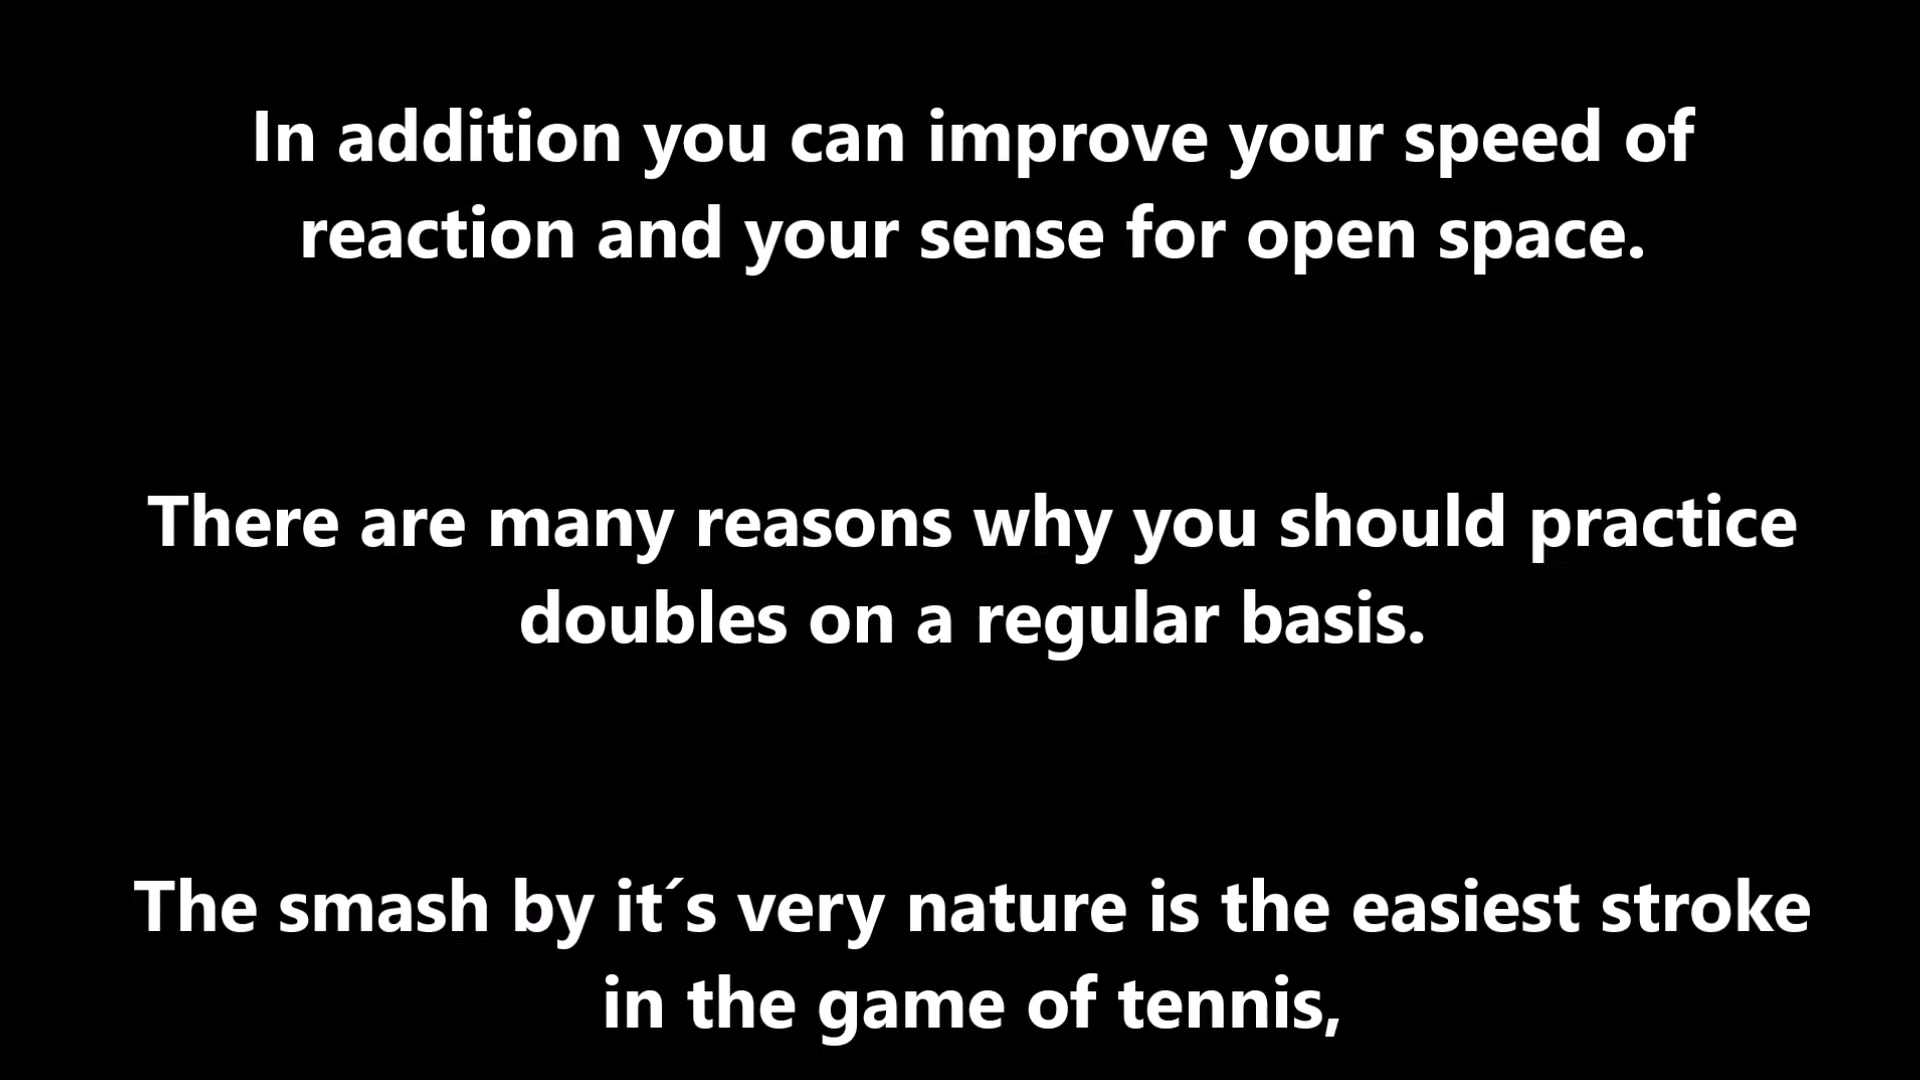 In addition you can improve your speed of
reaction and your sense for open space.
There are many reasons why you should practice
doubles on a regular basis.
The smash by it´s very nature is the easiest stroke
in the game of tennis,